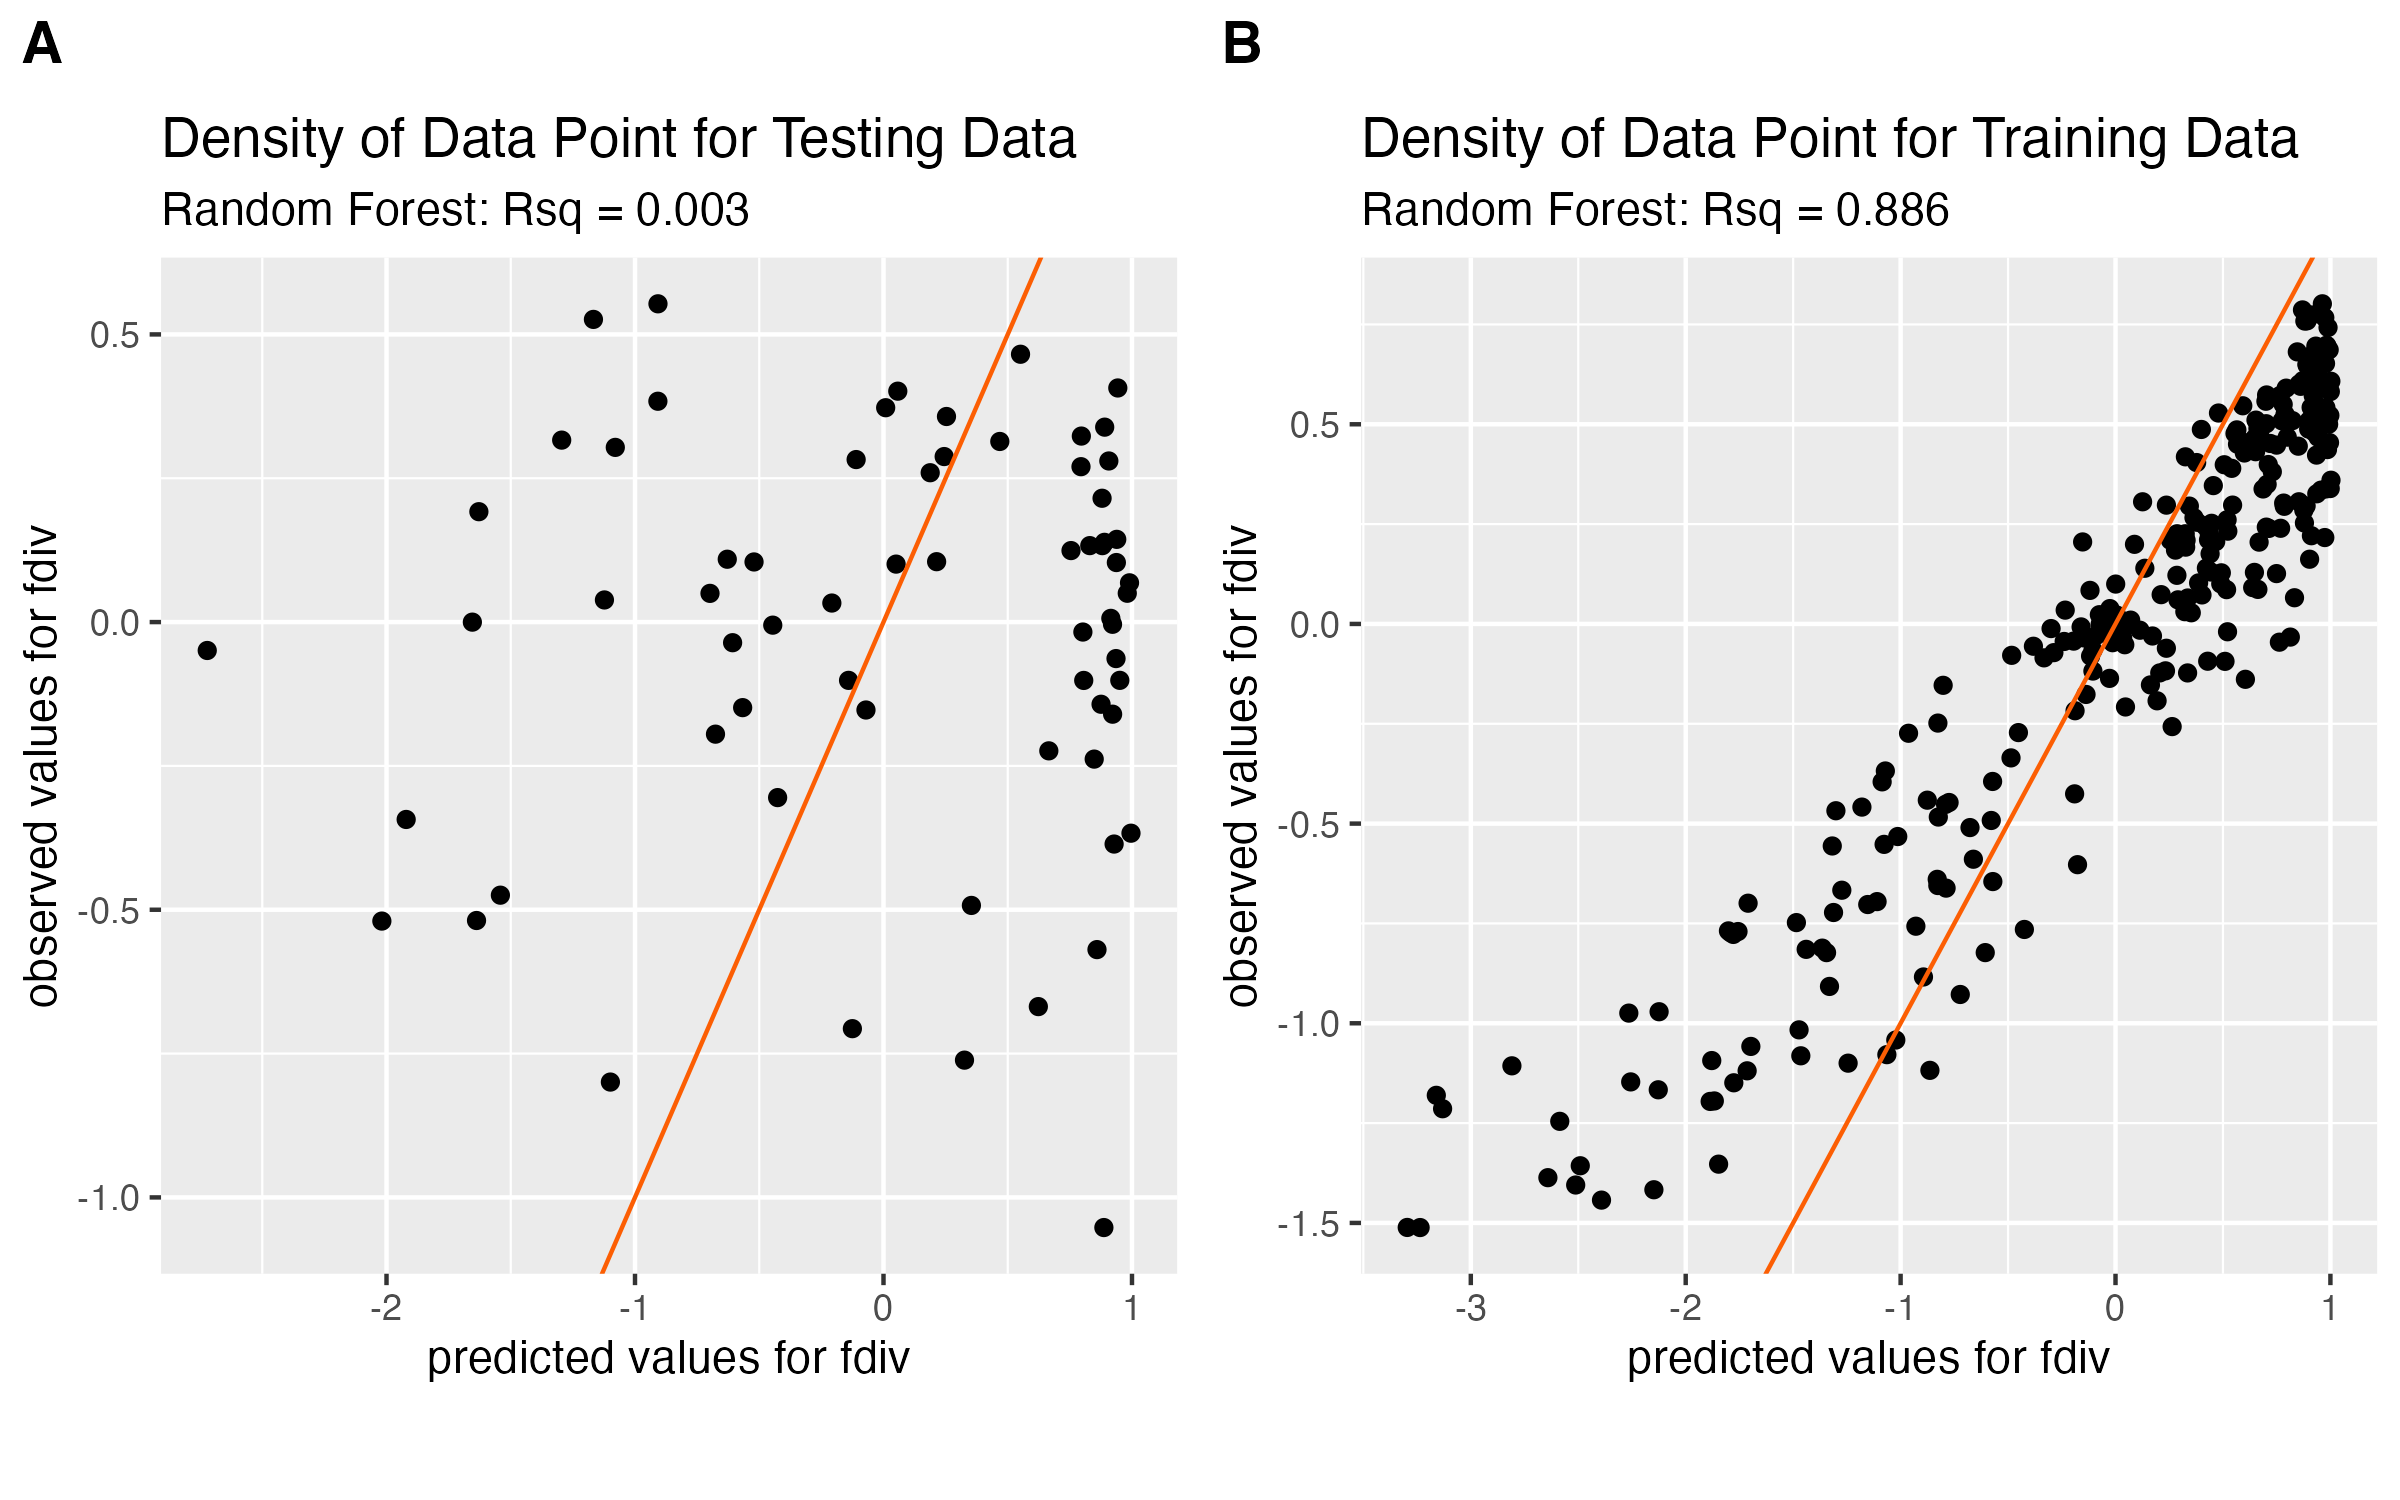 A
Density of Data Point for Testing Data
Random Forest: Rsq = 0.003
observed values for fdiv
0.5
0.0
-0.5
-1.0
-2
-1
0
1
predicted values for fdiv
B
Density of Data Point for Training Data
Random Forest: Rsq = 0.886
observed values for fdiv
0.5
0.0
-0.5
-1.0
-1.5
-3
-2
-1
0
1
predicted values for fdiv